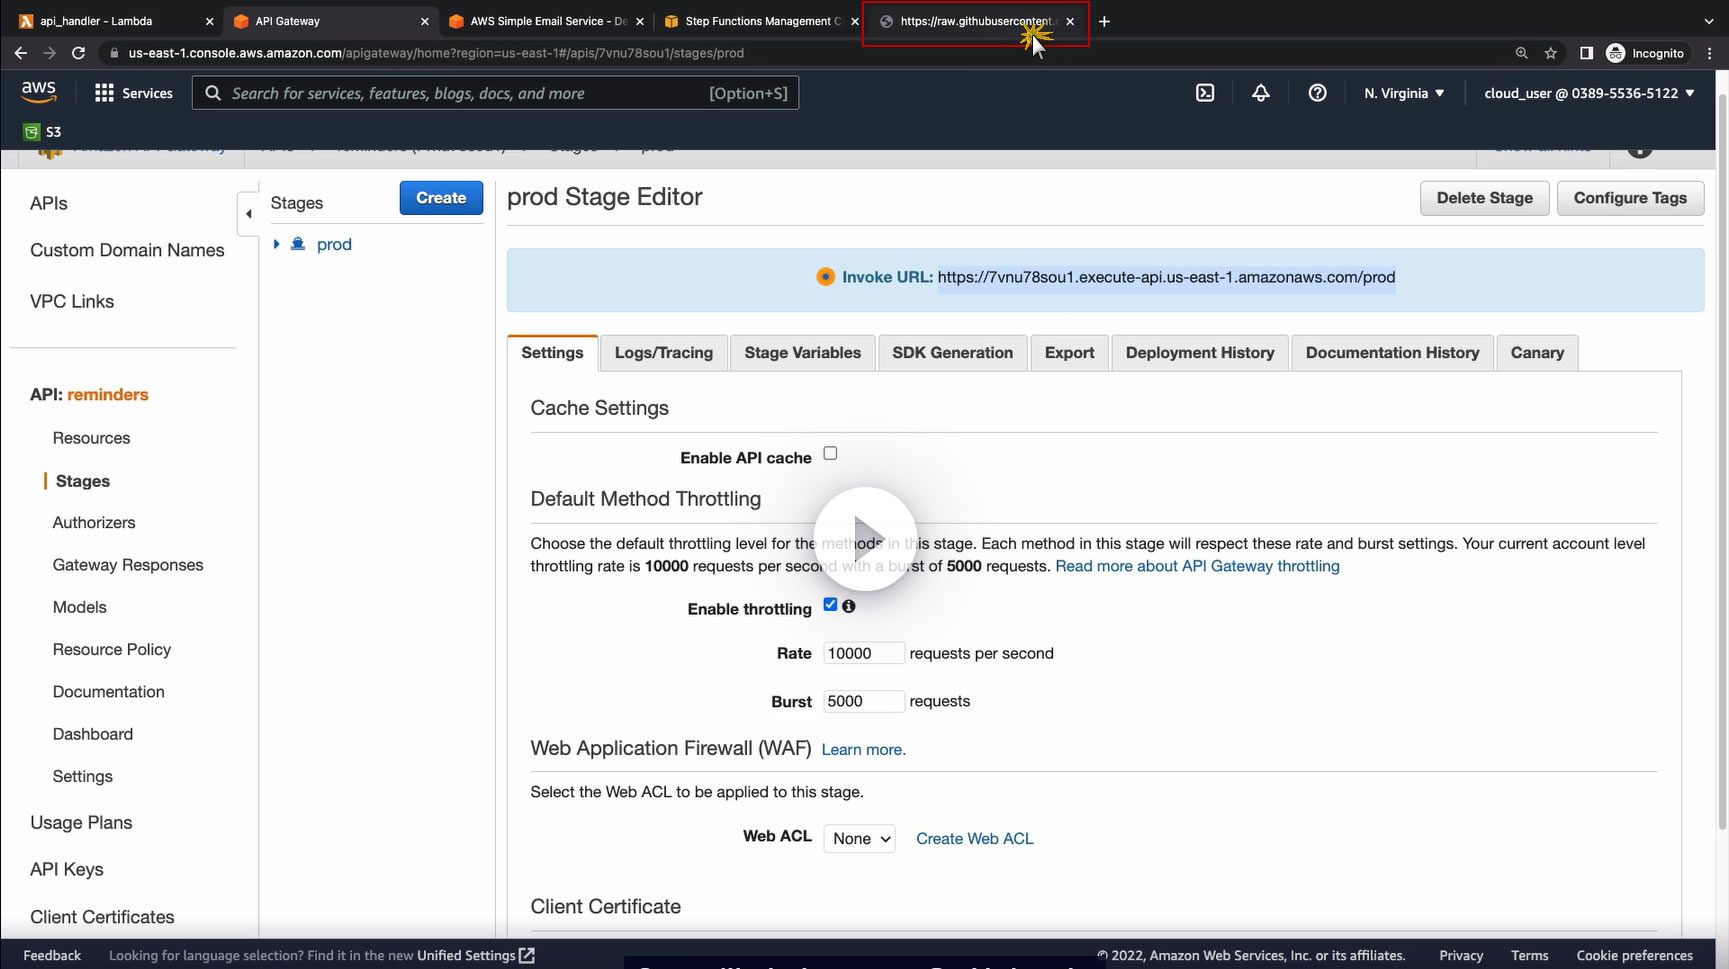 api_handler - Lambda
API Gateway
AWS Simple Email Service - De
Step Functions Management C
https://raw.githubusercontent.c
us-east-1.console.aws.amazon.com/apigateway/home?region=us-east-1#/apis/7vnu78sou1/stages/prod
Incognito
aws
Services
Search for services, features, blogs, docs, and more
[Option+S]
N. Virginia
cloud_user @ 0389-5536-5122
S3
APIs
Custom Domain Names
VPC Links
API: reminders
Resources
Stages
Authorizers
Gateway Responses
Models
Resource Policy
Documentation
Dashboard
Settings
Usage Plans
API Keys
Client Certificates
Stages
Create
prod
prod Stage Editor
Delete Stage
Configure Tags
Invoke URL: https://7vnu78sou1.execute-api.us-east-1.amazonaws.com/prod
Settings
Logs/Tracing
Stage Variables
SDK Generation
Export
Deployment History
Documentation History
Canary
Cache Settings
Enable API cache
Default Method Throttling
Choose the default throttling level for the methods in this stage. Each method in this stage will respect these rate and burst settings. Your current account level
throttling rate is 10000 requests per second with a burst of 5000 requests. Read more about API Gateway throttling
Enable throttling
Rate 10000 requests per second
Burst 5000 requests
Web Application Firewall (WAF) Learn more.
Select the Web ACL to be applied to this stage.
Web ACL None Create Web ACL
Client Certificate
Feedback
Looking for language selection? Find it in the new Unified Settings
© 2022, Amazon Web Services, Inc. or its affiliates.
Privacy
Terms
Cookie preferences